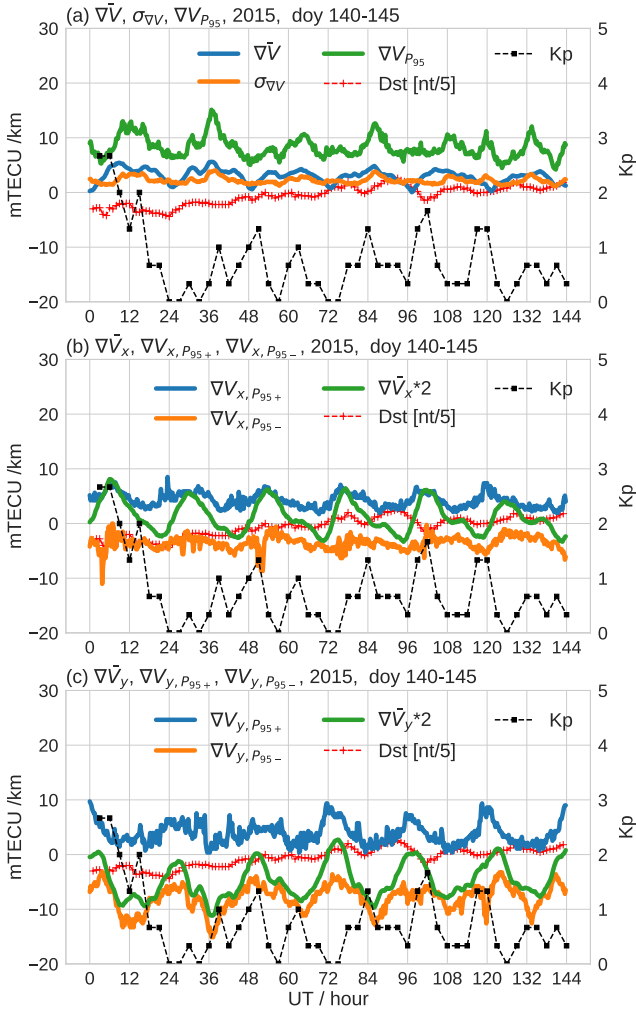 (a) ∇V̄, σ∇V, ∇V_P95, 2015, doy 140-145
30
20
10
0
−10
−20
mTECU /km
∇V̄
σ∇V
∇V_P95
Dst [nt/5]
Kp
5
4
3
2
1
0
Kp
0 12 24 36 48 60 72 84 96 108 120 132 144
(b) ∇V̄x, ∇Vx,P95+, ∇Vx,P95−, 2015, doy 140-145
30
20
10
0
−10
−20
mTECU /km
∇Vx,P95+
∇Vx,P95−
∇V̄x*2
Dst [nt/5]
Kp
5
4
3
2
1
0
Kp
0 12 24 36 48 60 72 84 96 108 120 132 144
(c) ∇V̄y, ∇Vy,P95+, ∇Vy,P95−, 2015, doy 140-145
30
20
10
0
−10
−20
mTECU /km
∇Vy,P95+
∇Vy,P95−
∇V̄y*2
Dst [nt/5]
Kp
5
4
3
2
1
0
Kp
0 12 24 36 48 60 72 84 96 108 120 132 144
UT / hour